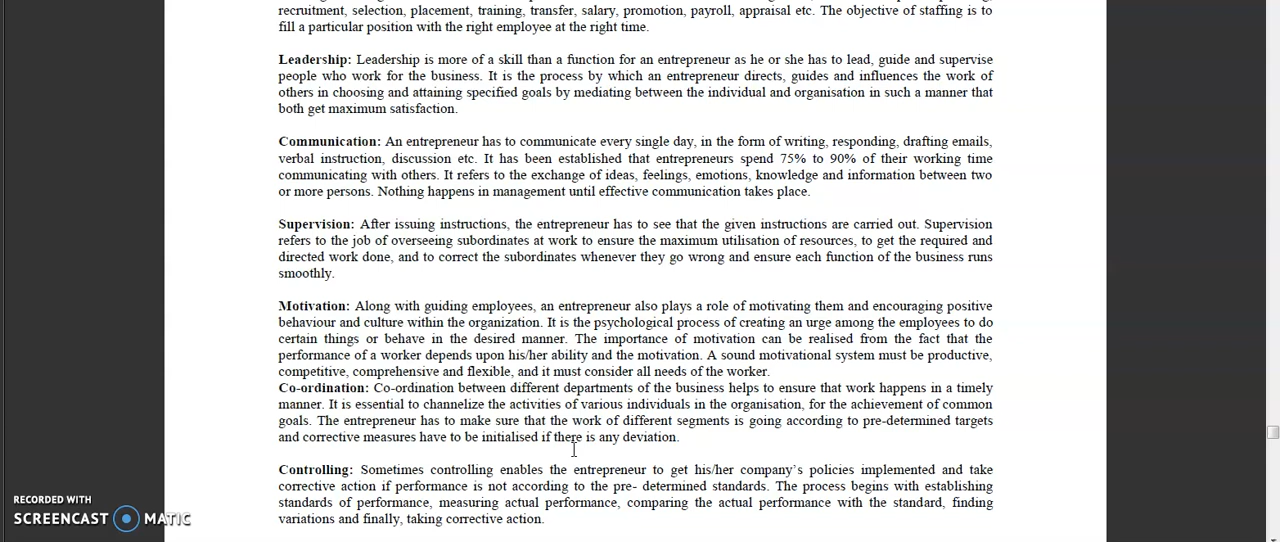 recruitment, selection, placement, training, transfer, salary, promotion, payroll, appraisal etc. The objective of staffing is to
fill a particular position with the right employee at the right time.
Leadership: Leadership is more of a skill than a function for an entrepreneur as he or she has to lead, guide and supervise
people who work for the business. It is the process by which an entrepreneur directs, guides and influences the work of
others in choosing and attaining specified goals by mediating between the individual and organisation in such a manner that
both get maximum satisfaction.
Communication: An entrepreneur has to communicate every single day, in the form of writing, responding, drafting emails,
verbal instruction, discussion etc. It has been established that entrepreneurs spend 75% to 90% of their working time
communicating with others. It refers to the exchange of ideas, feelings, emotions, knowledge and information between two
or more persons. Nothing happens in management until effective communication takes place.
Supervision: After issuing instructions, the entrepreneur has to see that the given instructions are carried out. Supervision
refers to the job of overseeing subordinates at work to ensure the maximum utilisation of resources, to get the required and
directed work done, and to correct the subordinates whenever they go wrong and ensure each function of the business runs
smoothly.
Motivation: Along with guiding employees, an entrepreneur also plays a role of motivating them and encouraging positive
behaviour and culture within the organization. It is the psychological process of creating an urge among the employees to do
certain things or behave in the desired manner. The importance of motivation can be realised from the fact that the
performance of a worker depends upon his/her ability and the motivation. A sound motivational system must be productive,
competitive, comprehensive and flexible, and it must consider all needs of the worker.
Co-ordination: Co-ordination between different departments of the business helps to ensure that work happens in a timely
manner. It is essential to channelize the activities of various individuals in the organisation, for the achievement of common
goals. The entrepreneur has to make sure that the work of different segments is going according to pre-determined targets
and corrective measures have to be initialised if there is any deviation.
Controlling: Sometimes controlling enables the entrepreneur to get his/her company's policies implemented and take
corrective action if performance is not according to the pre- determined standards. The process begins with establishing
standards of performance, measuring actual performance, comparing the actual performance with the standard, finding
variations and finally, taking corrective action.
RECORDED WITH
SCREENCAST MATIC